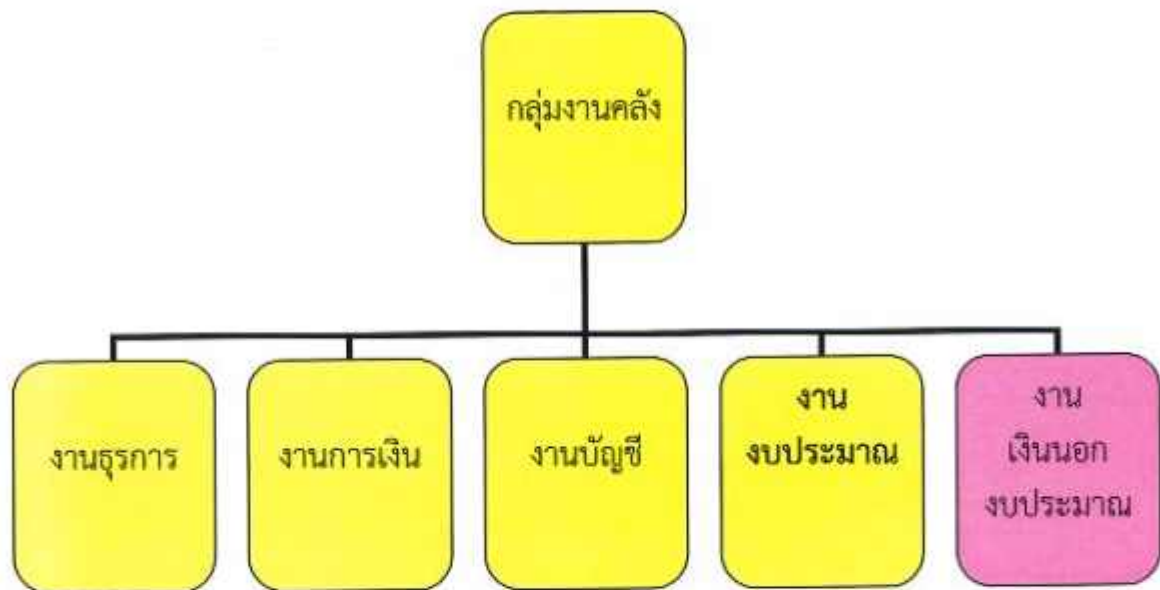 กลุ่มงานคลัง
งานธุรการ
งานการเงิน
งานบัญชี
งาน
งบประมาณ
งาน
เงินนอก
งบประมาณ